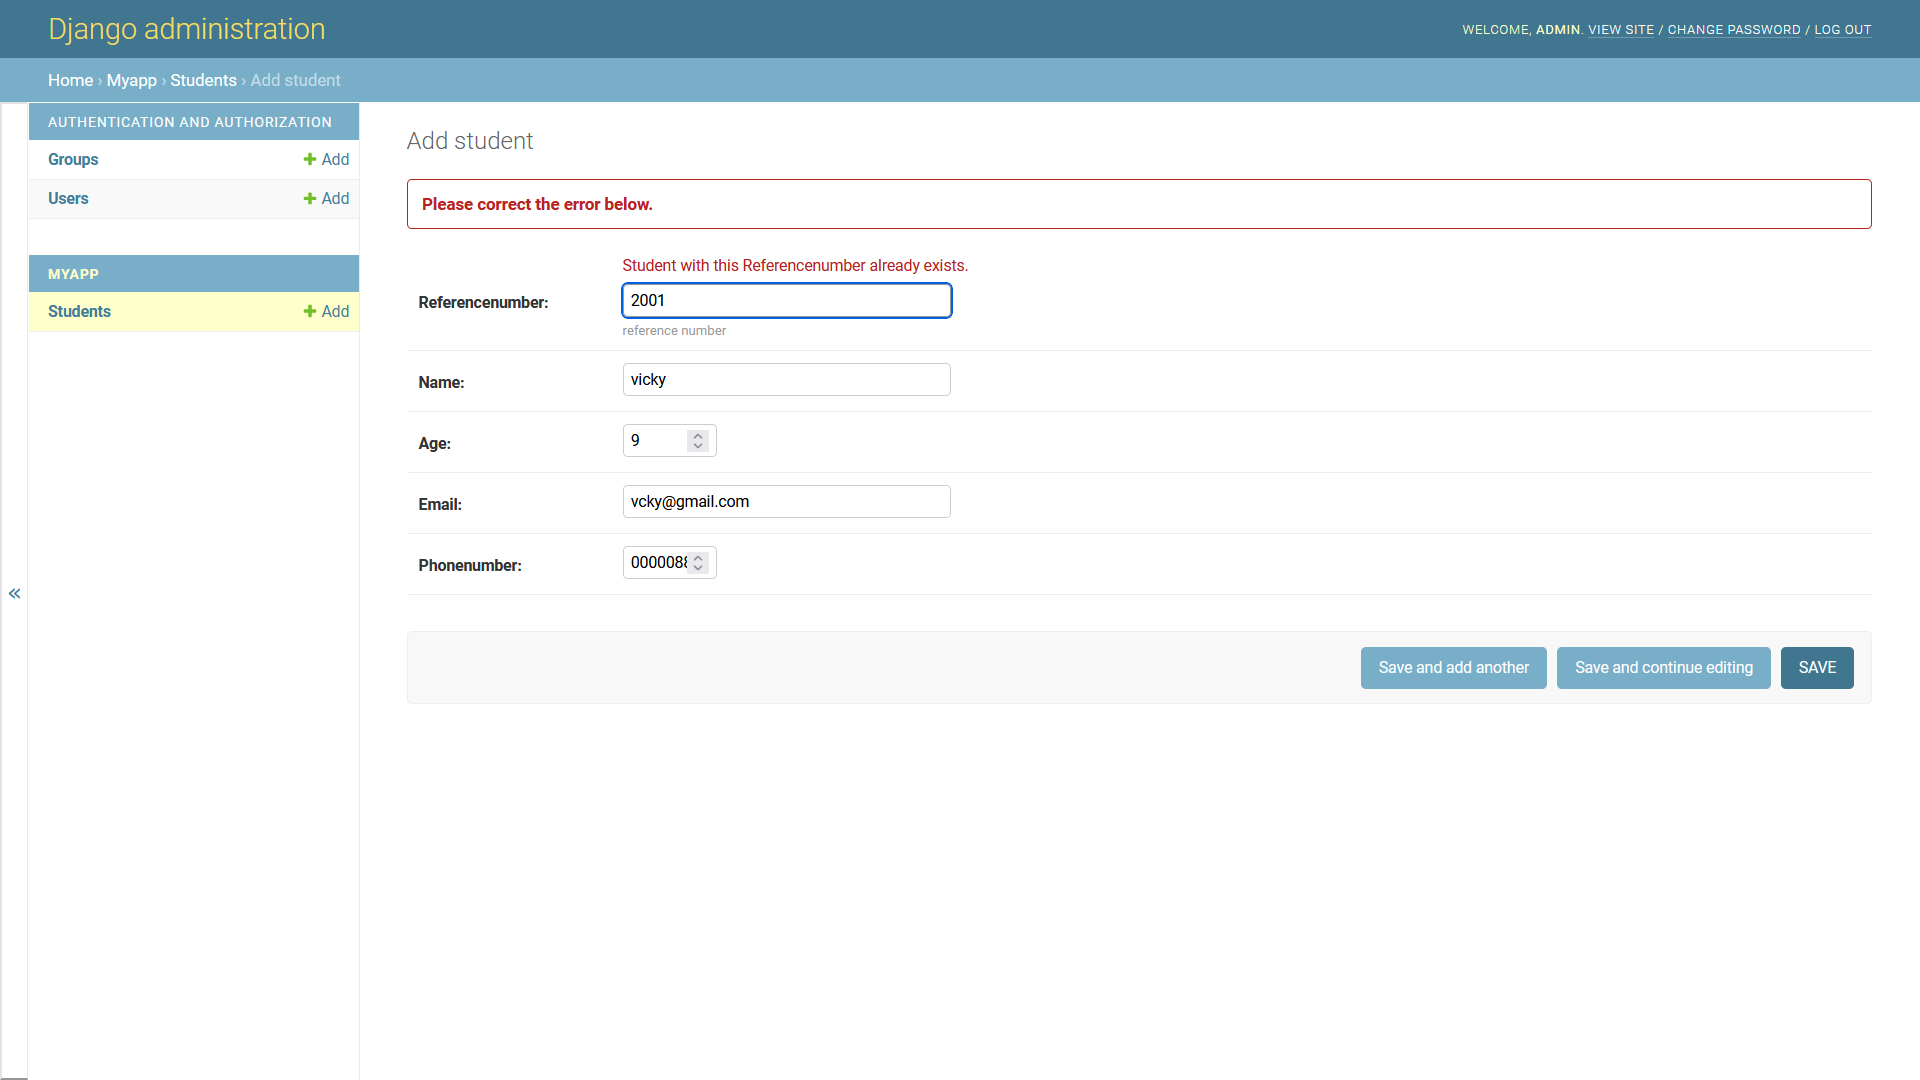 Django administration
WELCOME, ADMIN. VIEW SITE / CHANGE PASSWORD / LOG OUT
Home › Myapp › Students › Add student
AUTHENTICATION AND AUTHORIZATION
Groups
Add
Users
Add
MYAPP
Students
Add
«
Add student
Please correct the error below.
Student with this Referencenumber already exists.
Referencenumber:
2001
reference number
Name:
vicky
Age:
9
Email:
vcky@gmail.com
Phonenumber:
0000088
Save and add another
Save and continue editing
SAVE